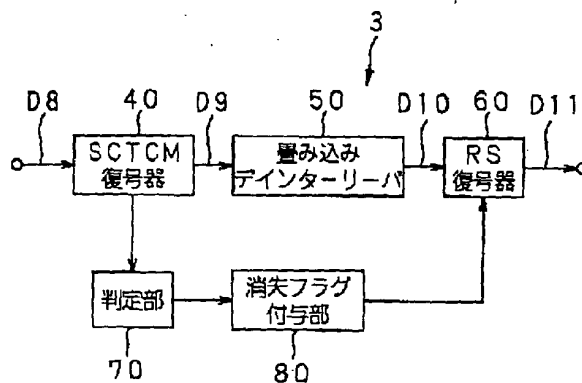 3
D8
40
D9
50
D10
60
D11
SCTCM
復号器
畳み込み
デインターリーバ
RS
復号器
判定部
消失フラグ
付与部
70
80